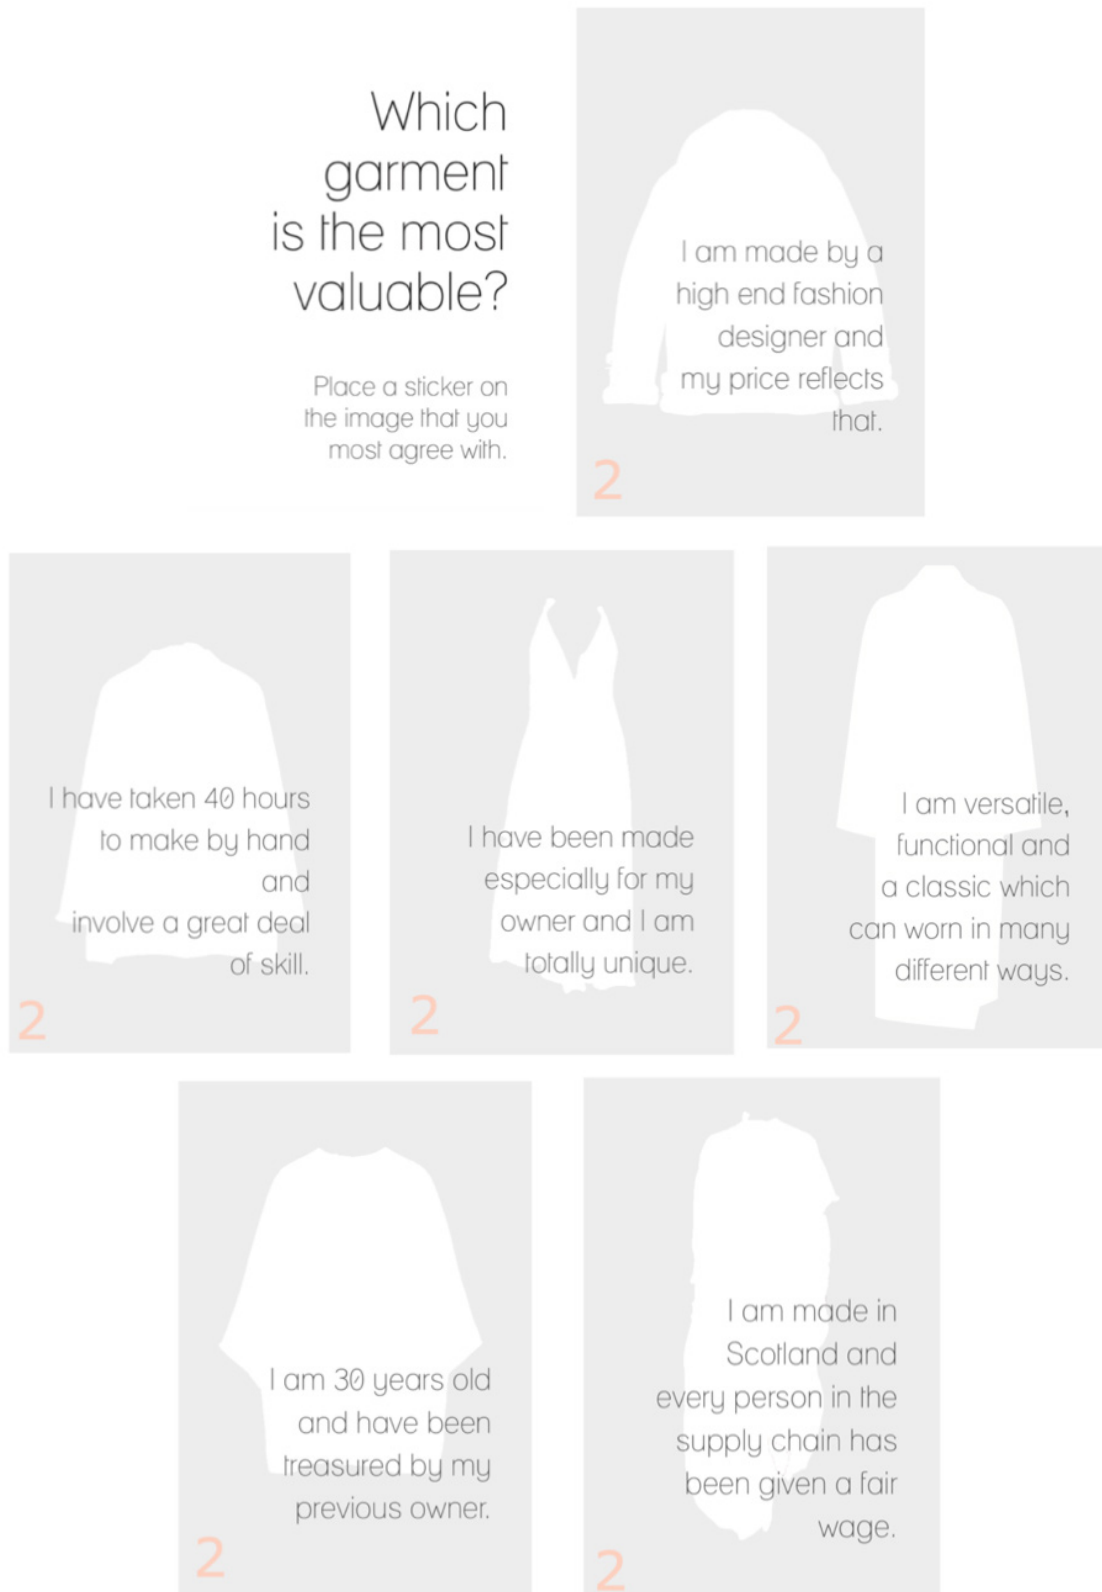 Which
garment
is the most
valuable?
Place a sticker on
the image that you
most agree with.
I am made by a
high end fashion
designer and
my price reflects
that.
2
I have taken 40 hours
to make by hand
and
involve a great deal
of skill.
2
I have been made
especially for my
owner and I am
totally unique.
2
I am versatile,
functional and
a classic which
can worn in many
different ways.
2
I am 30 years old
and have been
treasured by my
previous owner.
2
I am made in
Scotland and
every person in the
supply chain has
been given a fair
wage.
2